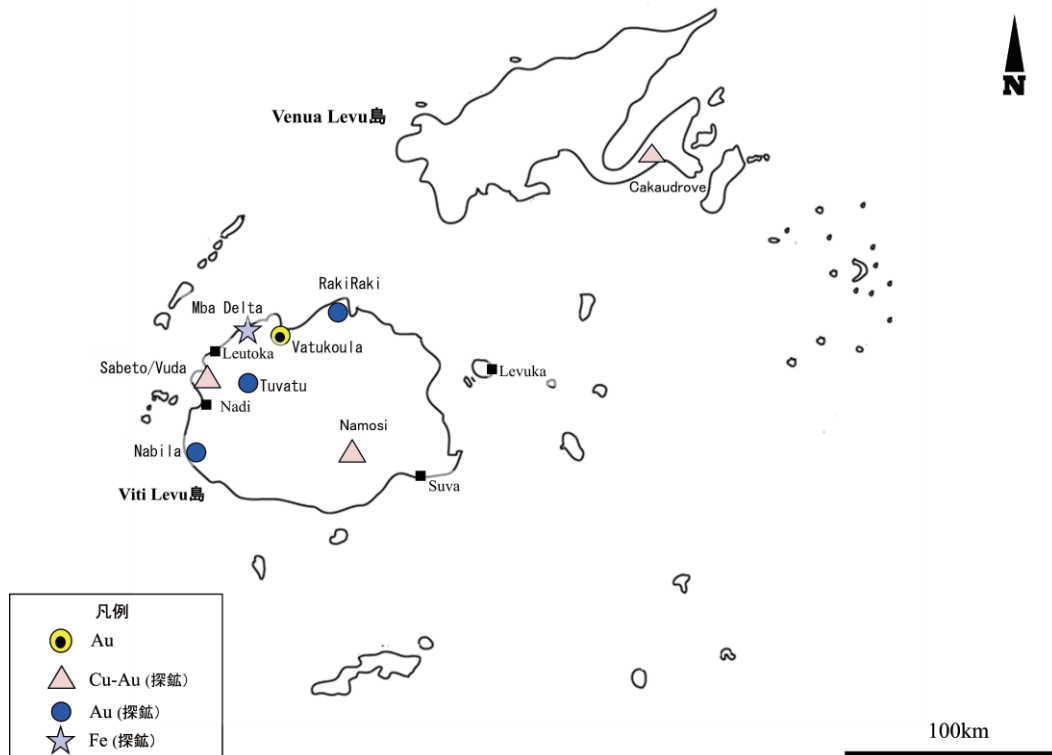 N
Venua Levu島
Cakaudrove
RakiRaki
Mba Delta
Vatukoula
Leutoka
Sabeto/Vuda
Tuvatu
Levuka
Nadi
Namosi
Nabila
Suva
Viti Levu島
凡例
Au
Cu-Au (探鉱)
Au (探鉱)
Fe (探鉱)
100km